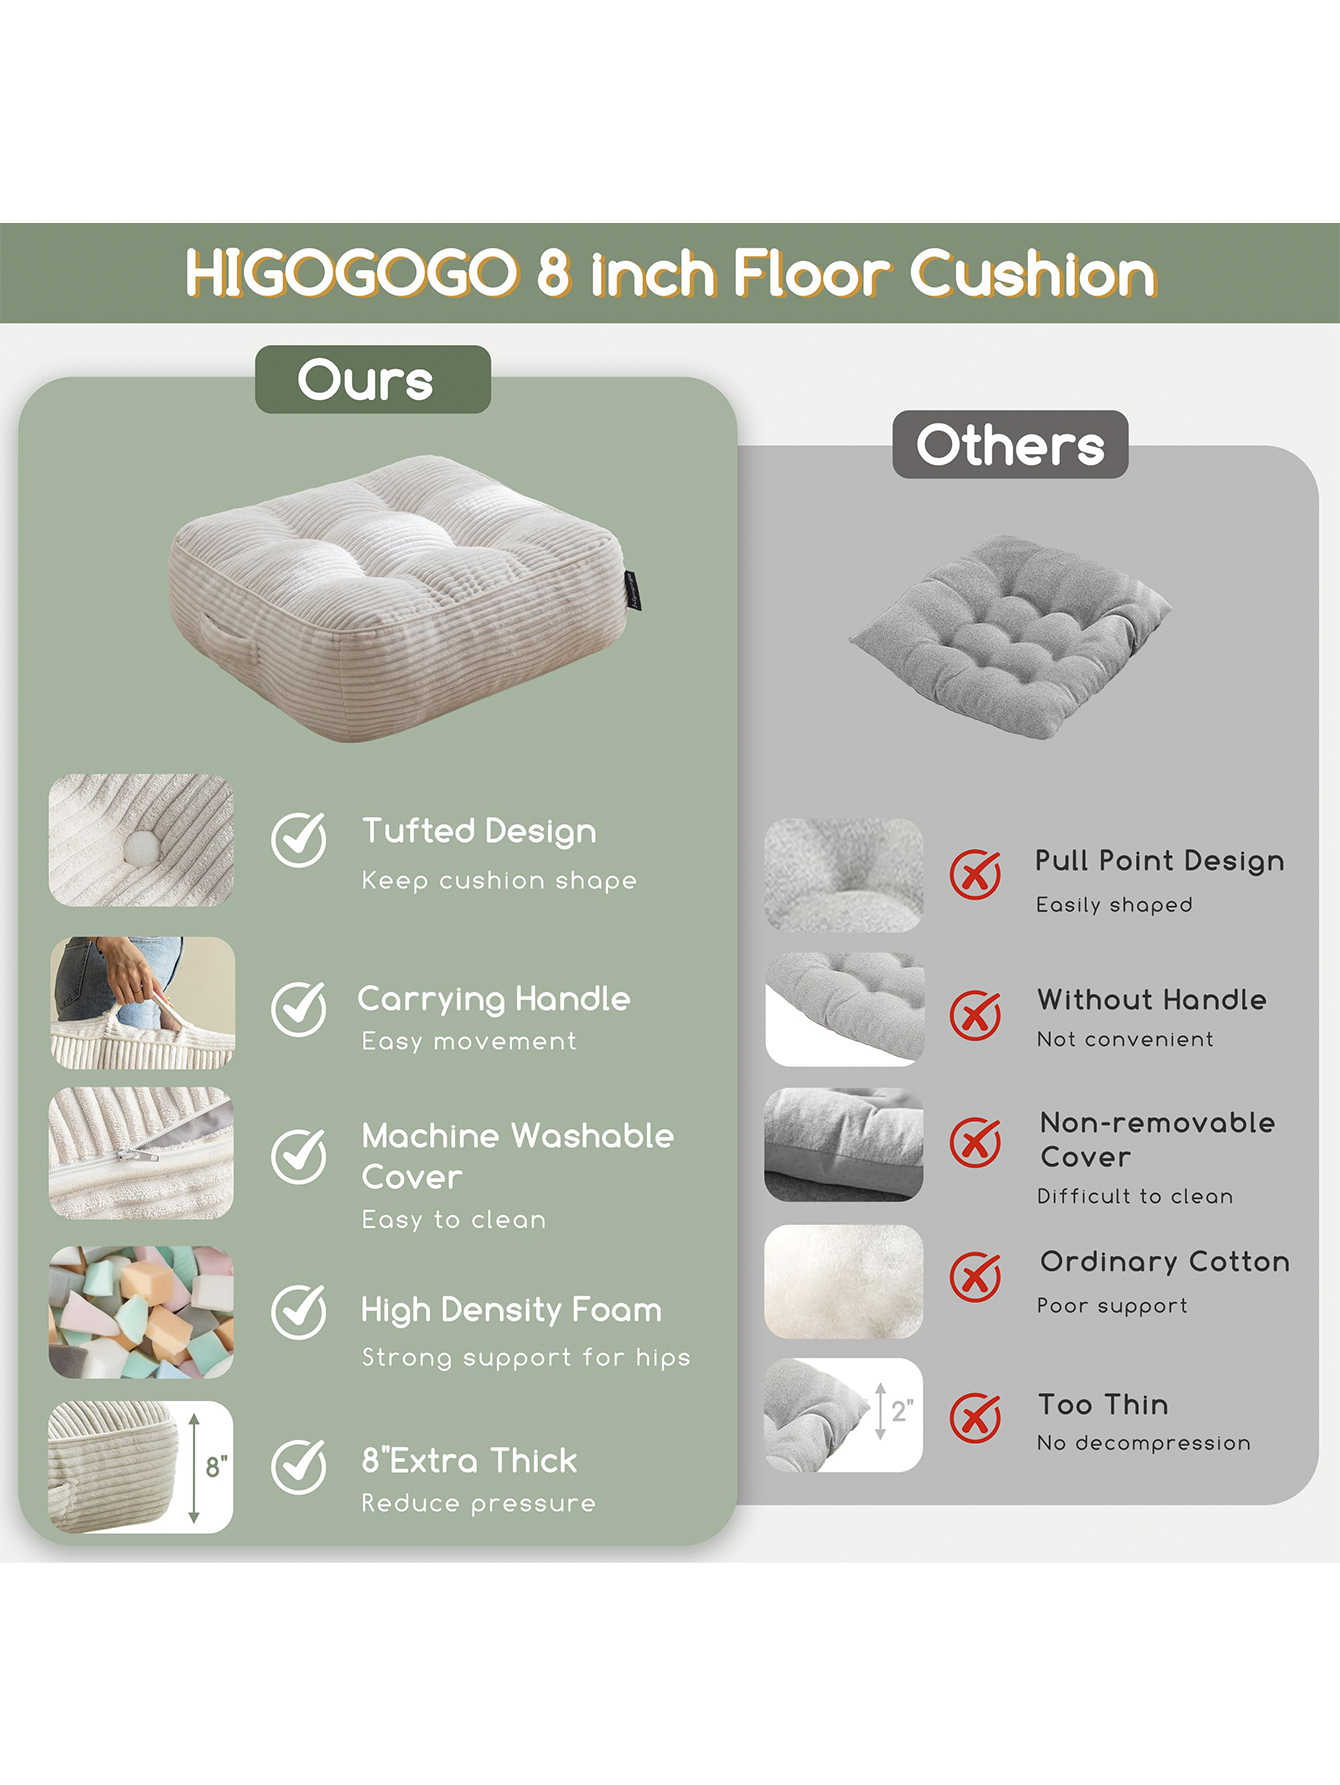 HIGOGOGO 8 inch Floor Cushion
Ours
Tufted Design
Keep cushion shape
Carrying Handle
Easy movement
Machine Washable
Cover
Easy to clean
High Density Foam
Strong support for hips
8"
8"Extra Thick
Reduce pressure
Others
Pull Point Design
Easily shaped
Without Handle
Not convenient
Non-removable
Cover
Difficult to clean
Ordinary Cotton
Poor support
2"
Too Thin
No decompression